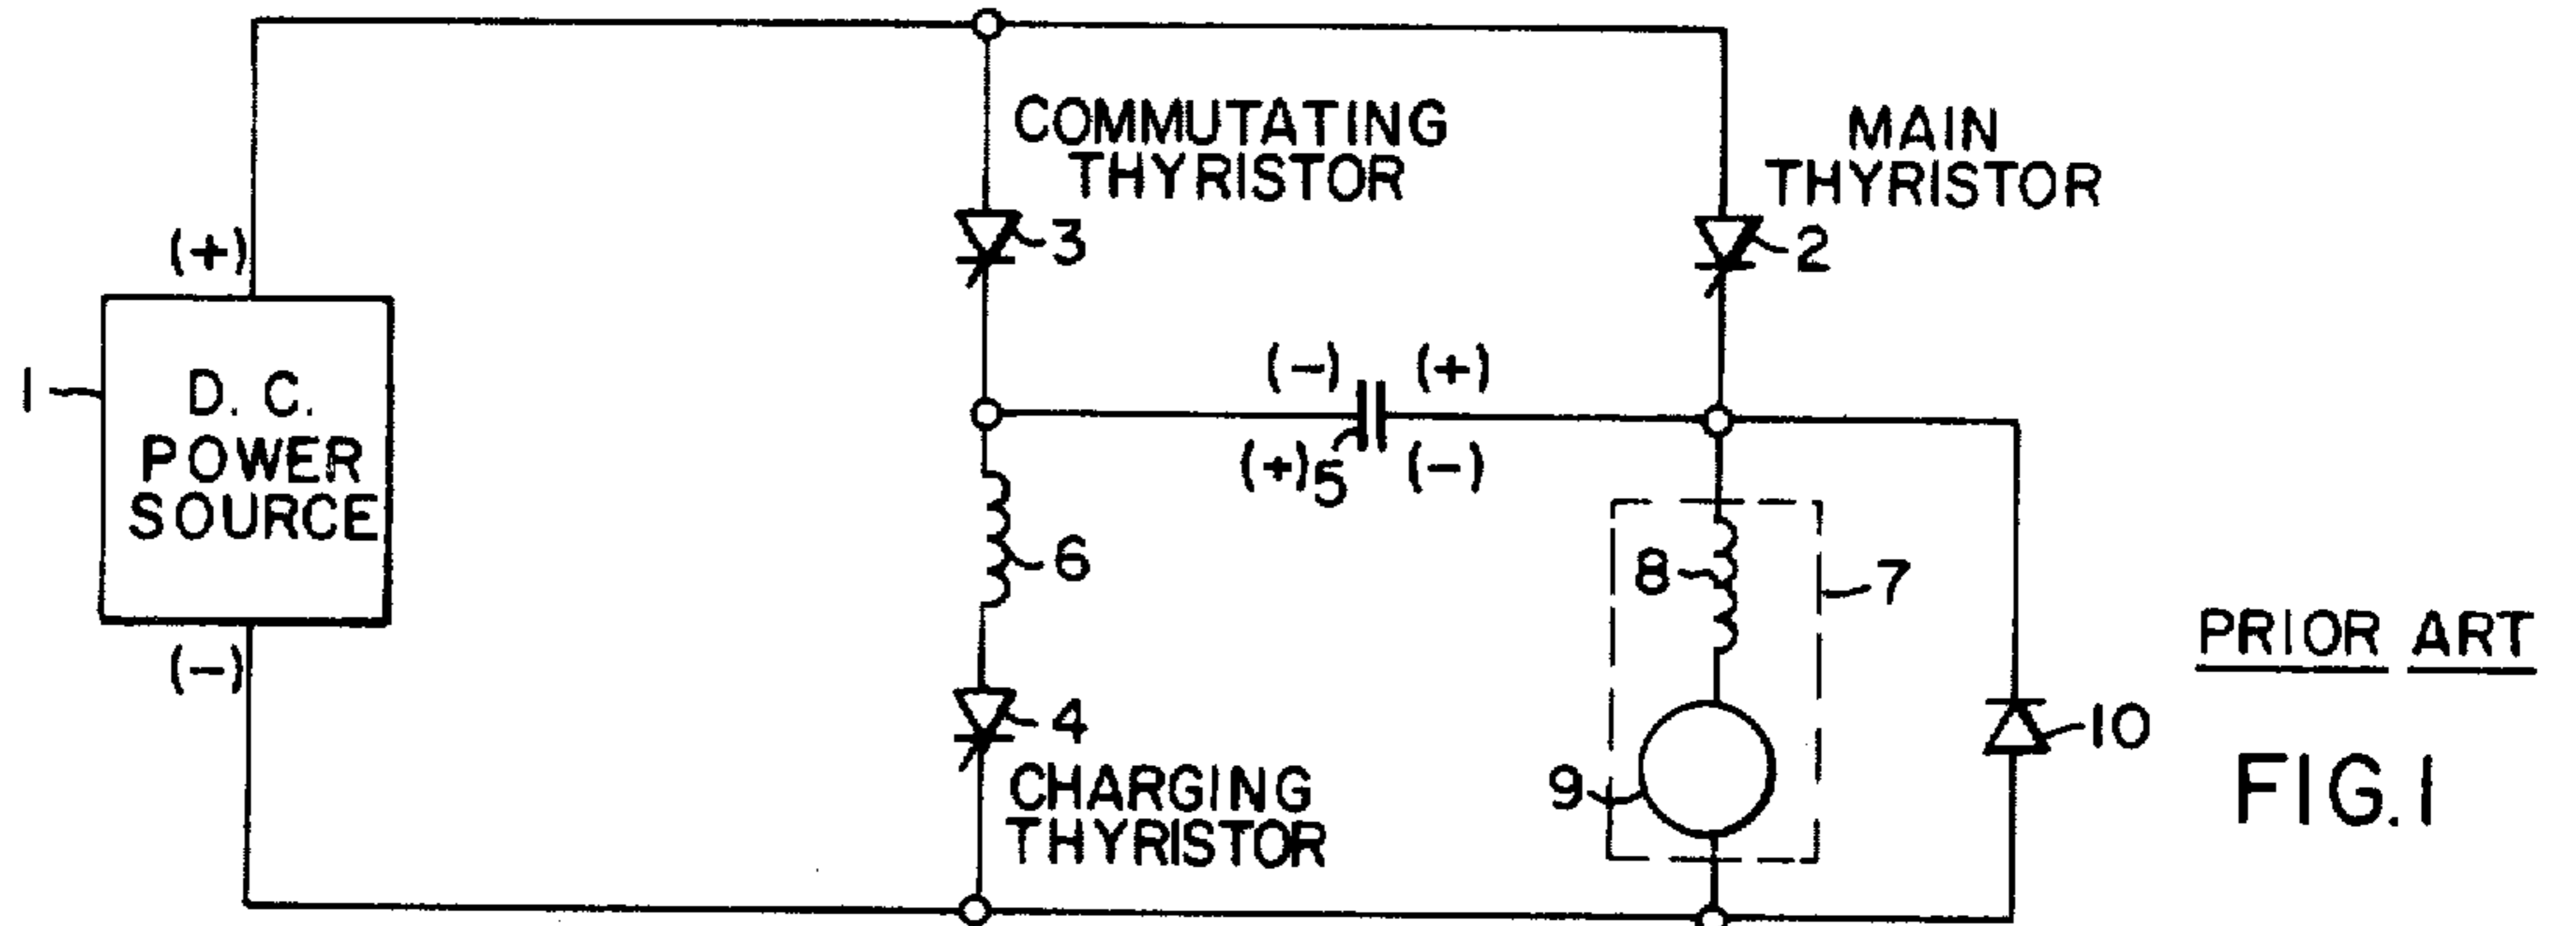 COMMUTATING
THYRISTOR
MAIN
THYRISTOR
(+)
3
2
1
D. C.
POWER
SOURCE
(-)
(+)
(+)
5
(-)
6
8
7
(-)
4
CHARGING
THYRISTOR
9
10
PRIOR ART
FIG. 1